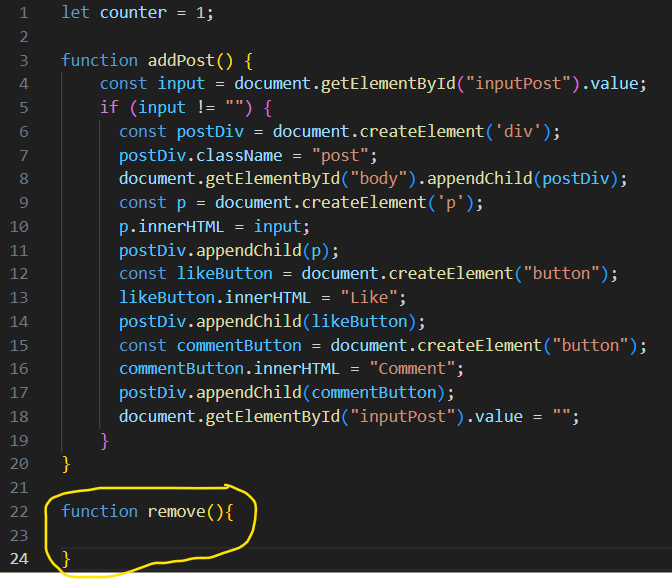 1 let counter = 1;
2
3 function addPost() {
4 const input = document.getElementById("inputPost").value;
5 if (input != "") {
6 const postDiv = document.createElement('div');
7 postDiv.className = "post";
8 document.getElementById("body").appendChild(postDiv);
9 const p = document.createElement('p');
10 p.innerHTML = input;
11 postDiv.appendChild(p);
12 const likeButton = document.createElement("button");
13 likeButton.innerHTML = "Like";
14 postDiv.appendChild(likeButton);
15 const commentButton = document.createElement("button");
16 commentButton.innerHTML = "Comment";
17 postDiv.appendChild(commentButton);
18 document.getElementById("inputPost").value = "";
19 }
20 }
21
22 function remove(){
23
24 }